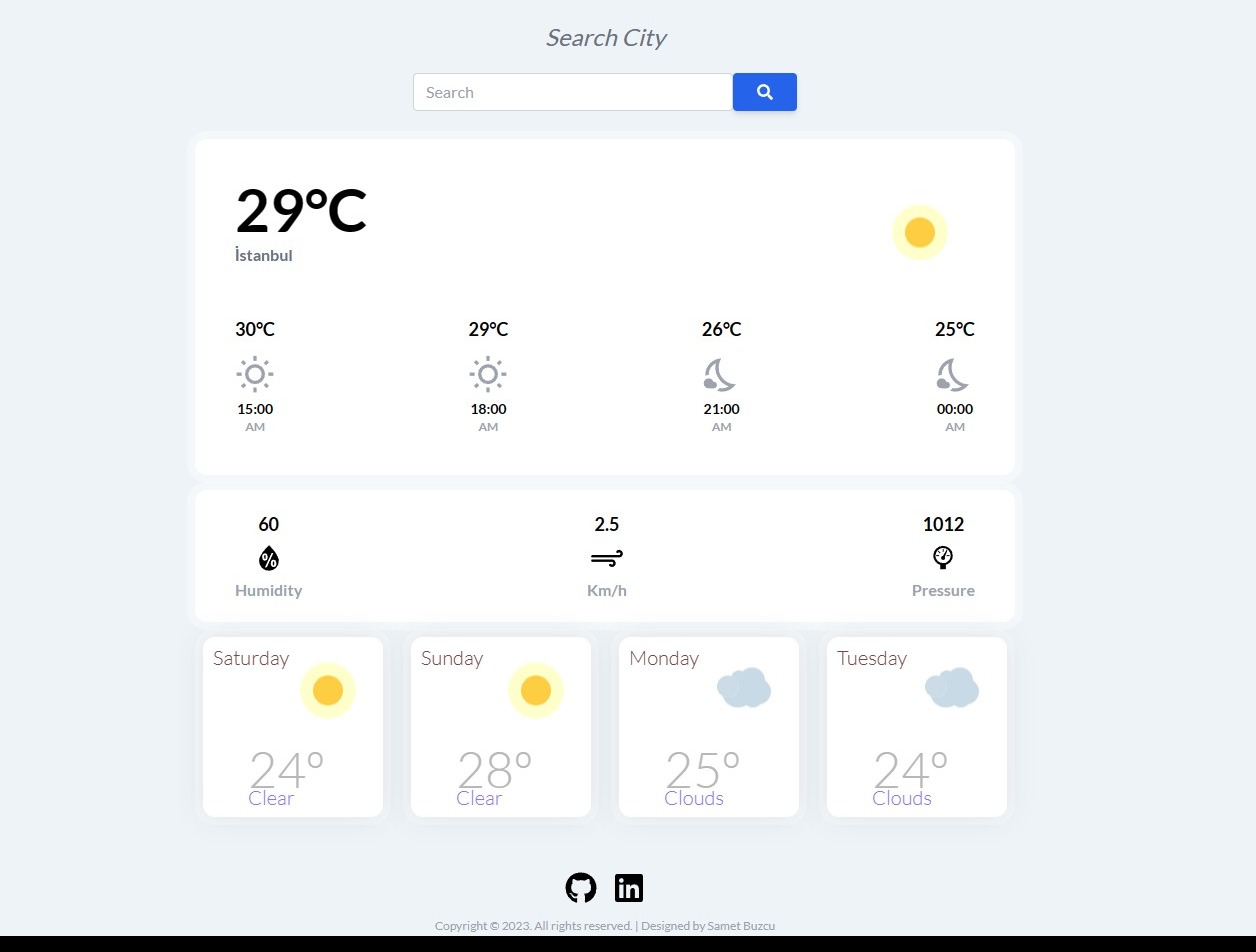 Search City
Search
29°C
İstanbul
30°C 29°C 26°C 25°C
15:00 18:00 21:00 00:00
AM AM AM AM
60 2.5 1012
%
Humidity Km/h Pressure
Saturday Sunday Monday Tuesday
24° 28° 25° 24°
Clear Clear Clouds Clouds
in
Copyright © 2023. All rights reserved. | Designed by Samet Buzcu